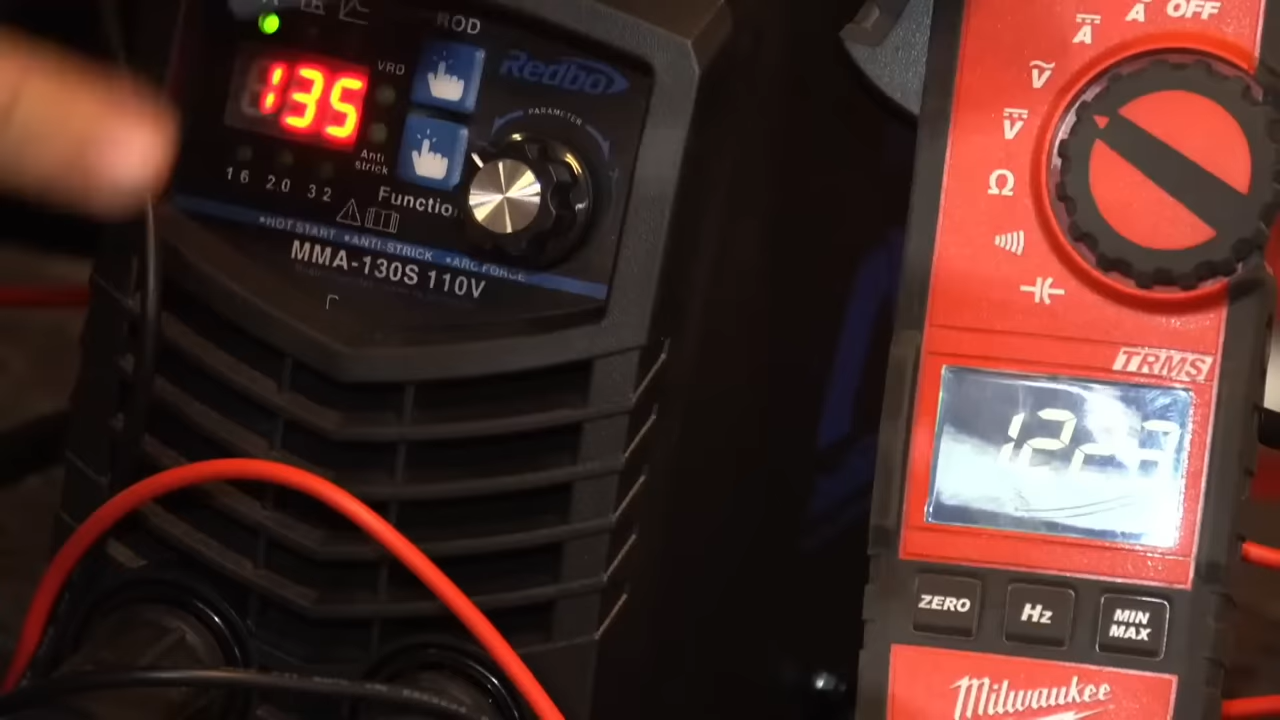 ROD
Redbo
VRD
135
PARAMETER
Anti
strick
1 6 2.0 3 2
Functio
•HOT START •ANTI-STRICK •ARC FORCE
MMA-130S 110V
OFF
A
A
V
V
Ω
TRMS
ZERO
Hz
MIN
MAX
Milwaukee